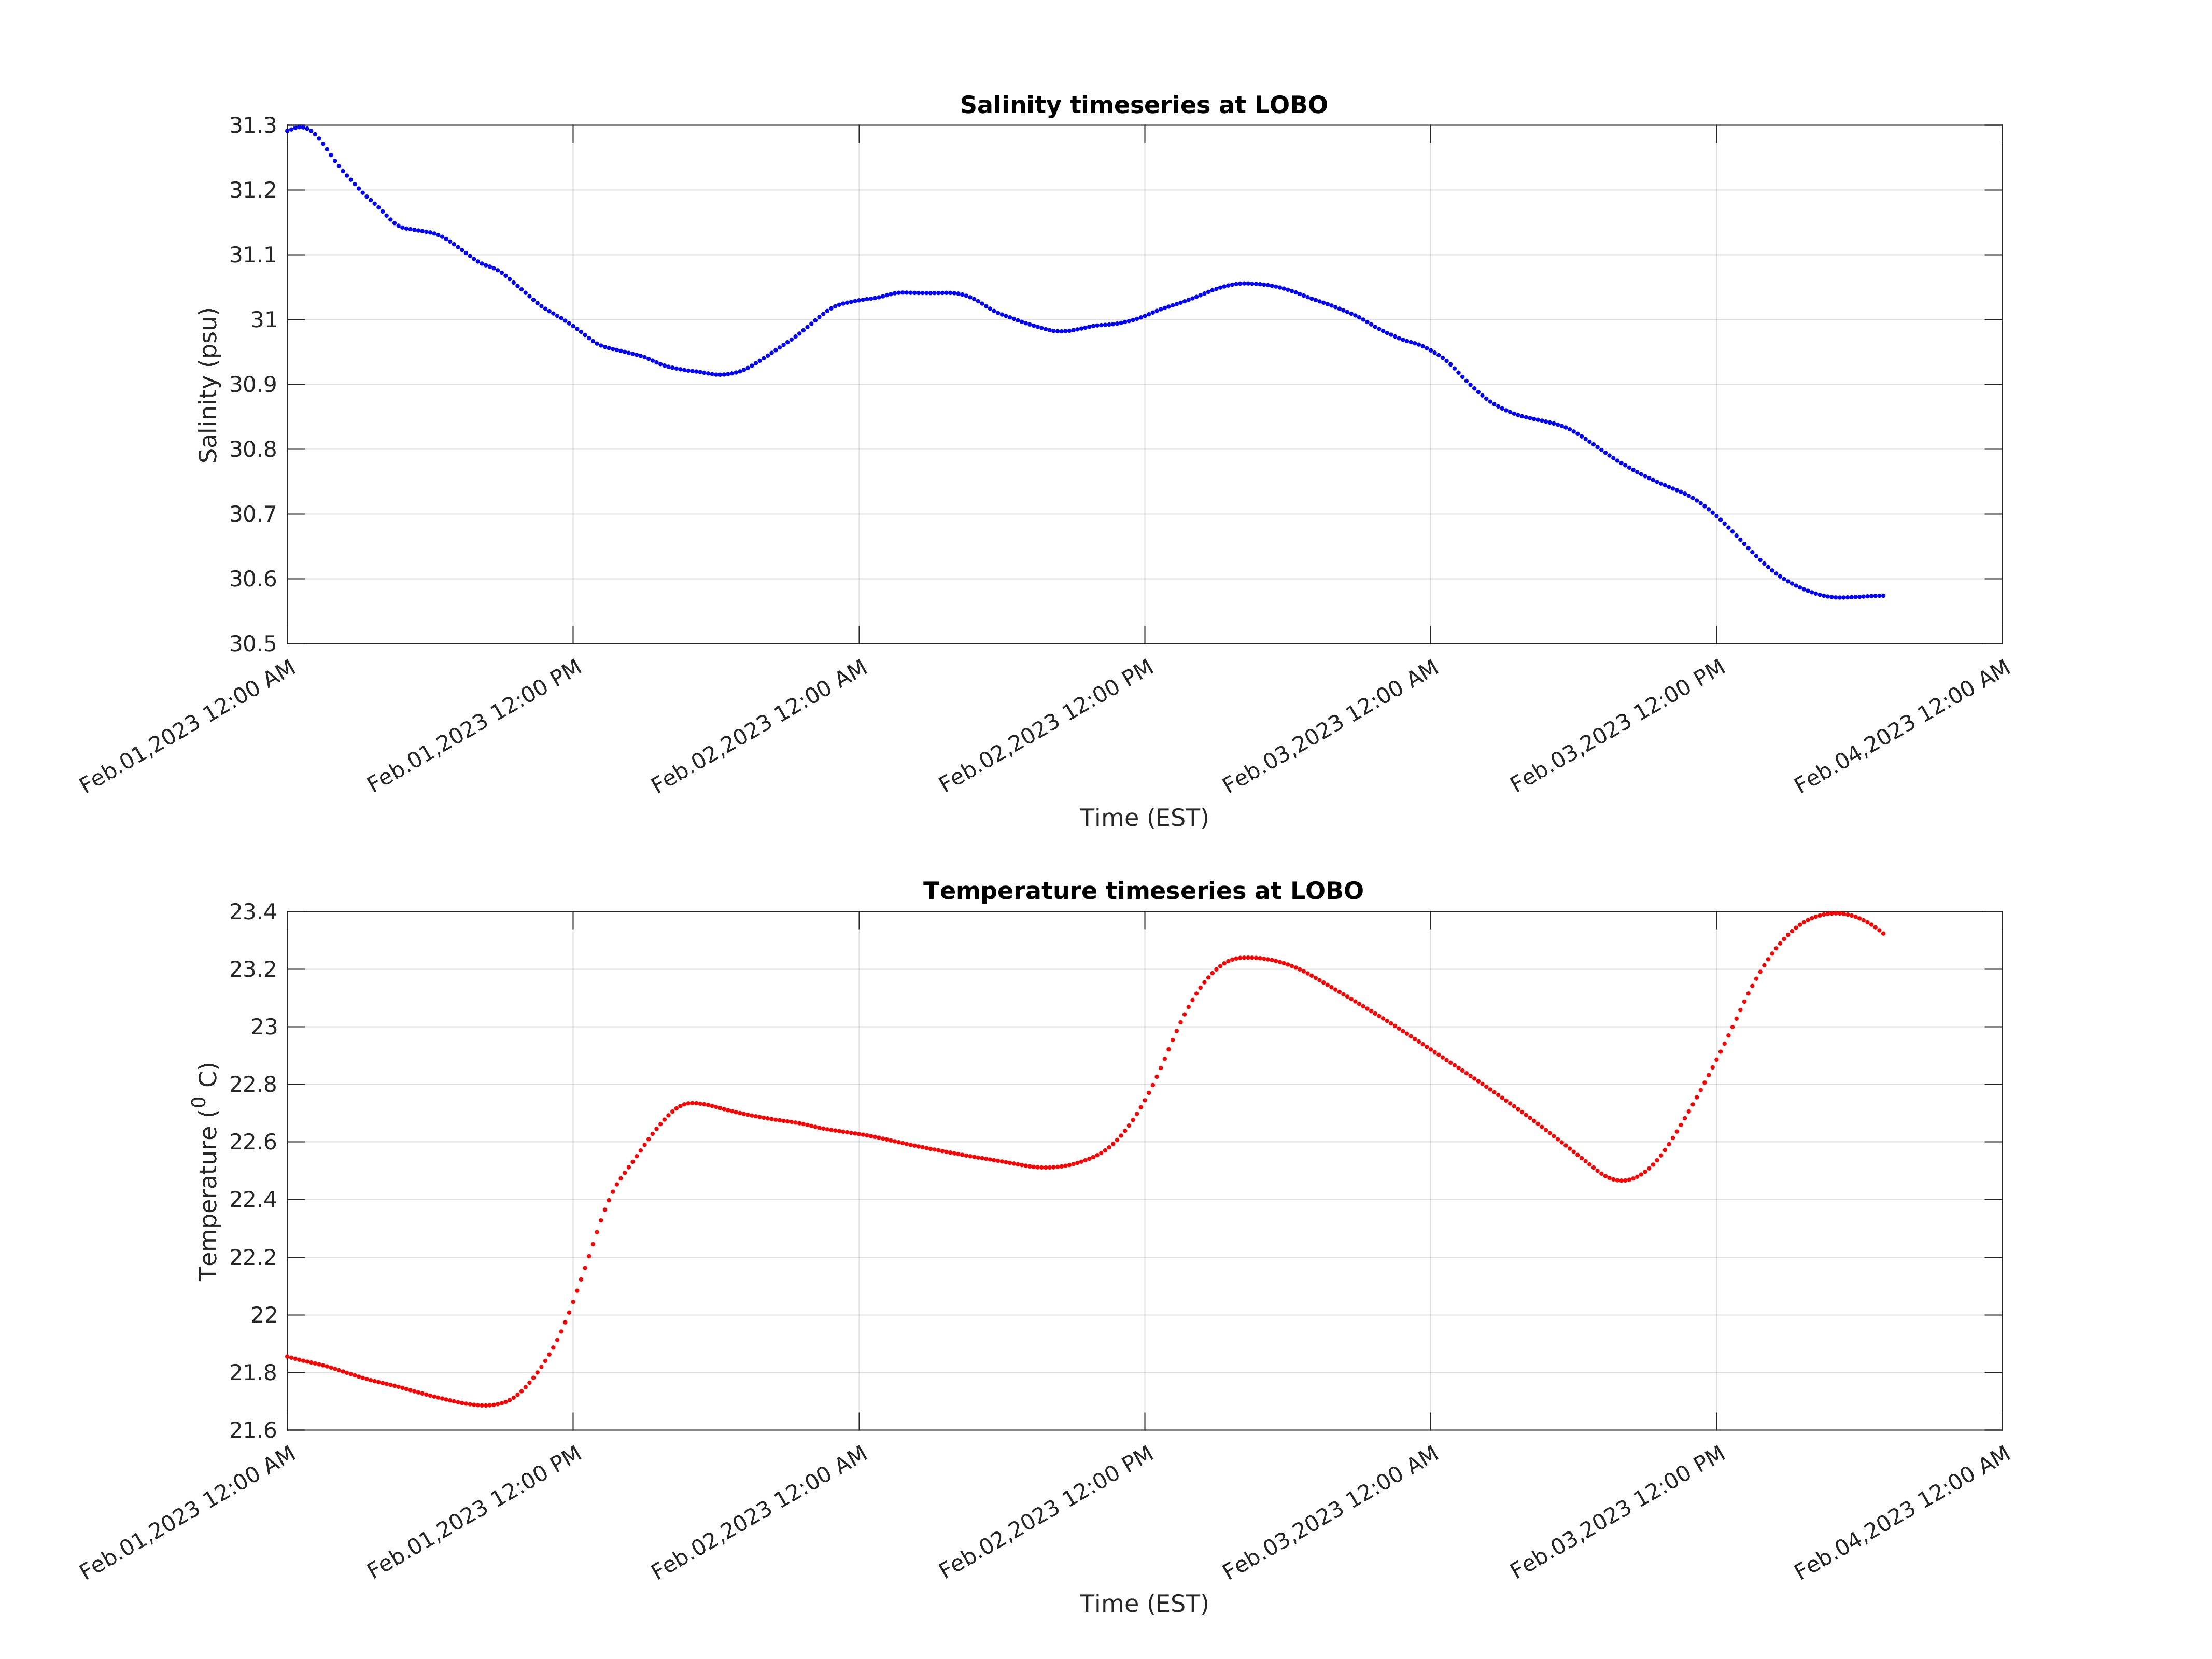 Salinity timeseries at LOBO
Salinity (psu)
31.3
31.2
31.1
31
30.9
30.8
30.7
30.6
30.5
Feb.01,2023 12:00 AM
Feb.01,2023 12:00 PM
Feb.02,2023 12:00 AM
Feb.02,2023 12:00 PM
Feb.03,2023 12:00 AM
Feb.03,2023 12:00 PM
Feb.04,2023 12:00 AM
Time (EST)
Temperature timeseries at LOBO
Temperature (⁰ C)
23.4
23.2
23
22.8
22.6
22.4
22.2
22
21.8
21.6
Feb.01,2023 12:00 AM
Feb.01,2023 12:00 PM
Feb.02,2023 12:00 AM
Feb.02,2023 12:00 PM
Feb.03,2023 12:00 AM
Feb.03,2023 12:00 PM
Feb.04,2023 12:00 AM
Time (EST)